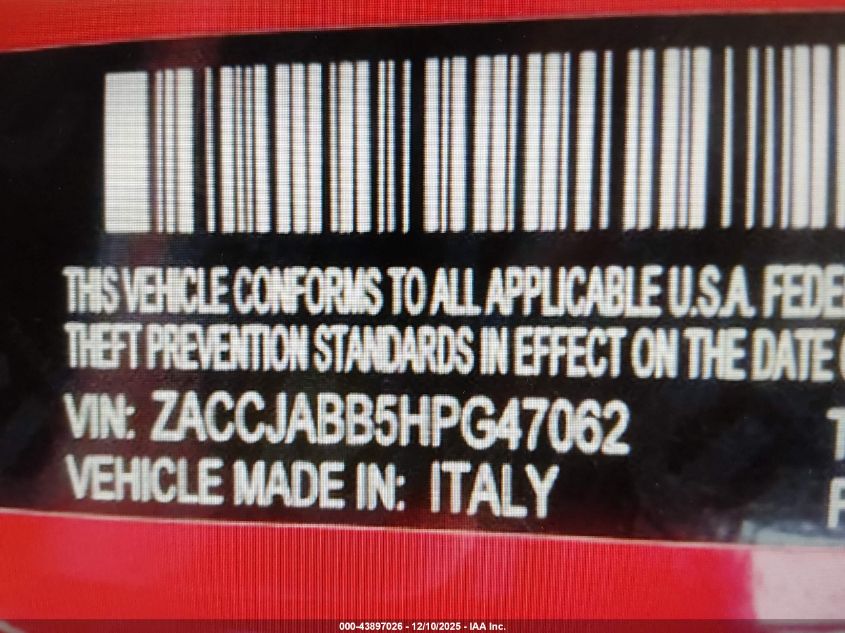 THIS VEHICLE CONFORMS TO ALL APPLICABLE U.S.A. FEDE
THEFT PREVENTION STANDARDS IN EFFECT ON THE DATE
VIN: ZACCJABB5HPG47062
VEHICLE MADE IN: ITALY
000-43897026 - 12/10/2025 - IAA Inc.